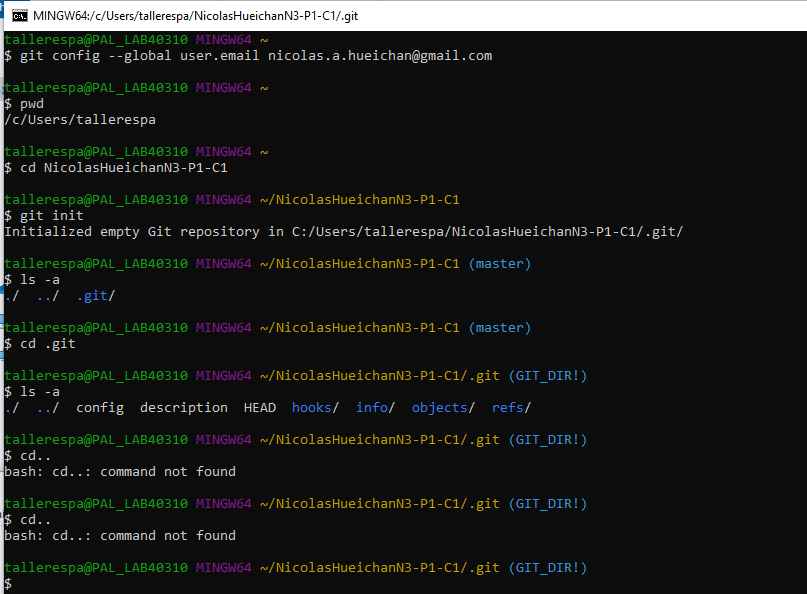 MINGW64:/c/Users/tallerespa/NicolasHueichanN3-P1-C1/.git
tallerespa@PAL_LAB40310 MINGW64 ~
$ git config --global user.email nicolas.a.hueichan@gmail.com
tallerespa@PAL_LAB40310 MINGW64 ~
$ pwd
/c/Users/tallerespa
tallerespa@PAL_LAB40310 MINGW64 ~
$ cd NicolasHueichanN3-P1-C1
tallerespa@PAL_LAB40310 MINGW64 ~/NicolasHueichanN3-P1-C1
$ git init
Initialized empty Git repository in C:/Users/tallerespa/NicolasHueichanN3-P1-C1/.git/
tallerespa@PAL_LAB40310 MINGW64 ~/NicolasHueichanN3-P1-C1 (master)
$ ls -a
./  ../  .git/
tallerespa@PAL_LAB40310 MINGW64 ~/NicolasHueichanN3-P1-C1 (master)
$ cd .git
tallerespa@PAL_LAB40310 MINGW64 ~/NicolasHueichanN3-P1-C1/.git (GIT_DIR!)
$ ls -a
./  ../  config  description  HEAD  hooks/  info/  objects/  refs/
tallerespa@PAL_LAB40310 MINGW64 ~/NicolasHueichanN3-P1-C1/.git (GIT_DIR!)
$ cd..
bash: cd..: command not found
tallerespa@PAL_LAB40310 MINGW64 ~/NicolasHueichanN3-P1-C1/.git (GIT_DIR!)
$ cd..
bash: cd..: command not found
tallerespa@PAL_LAB40310 MINGW64 ~/NicolasHueichanN3-P1-C1/.git (GIT_DIR!)
$